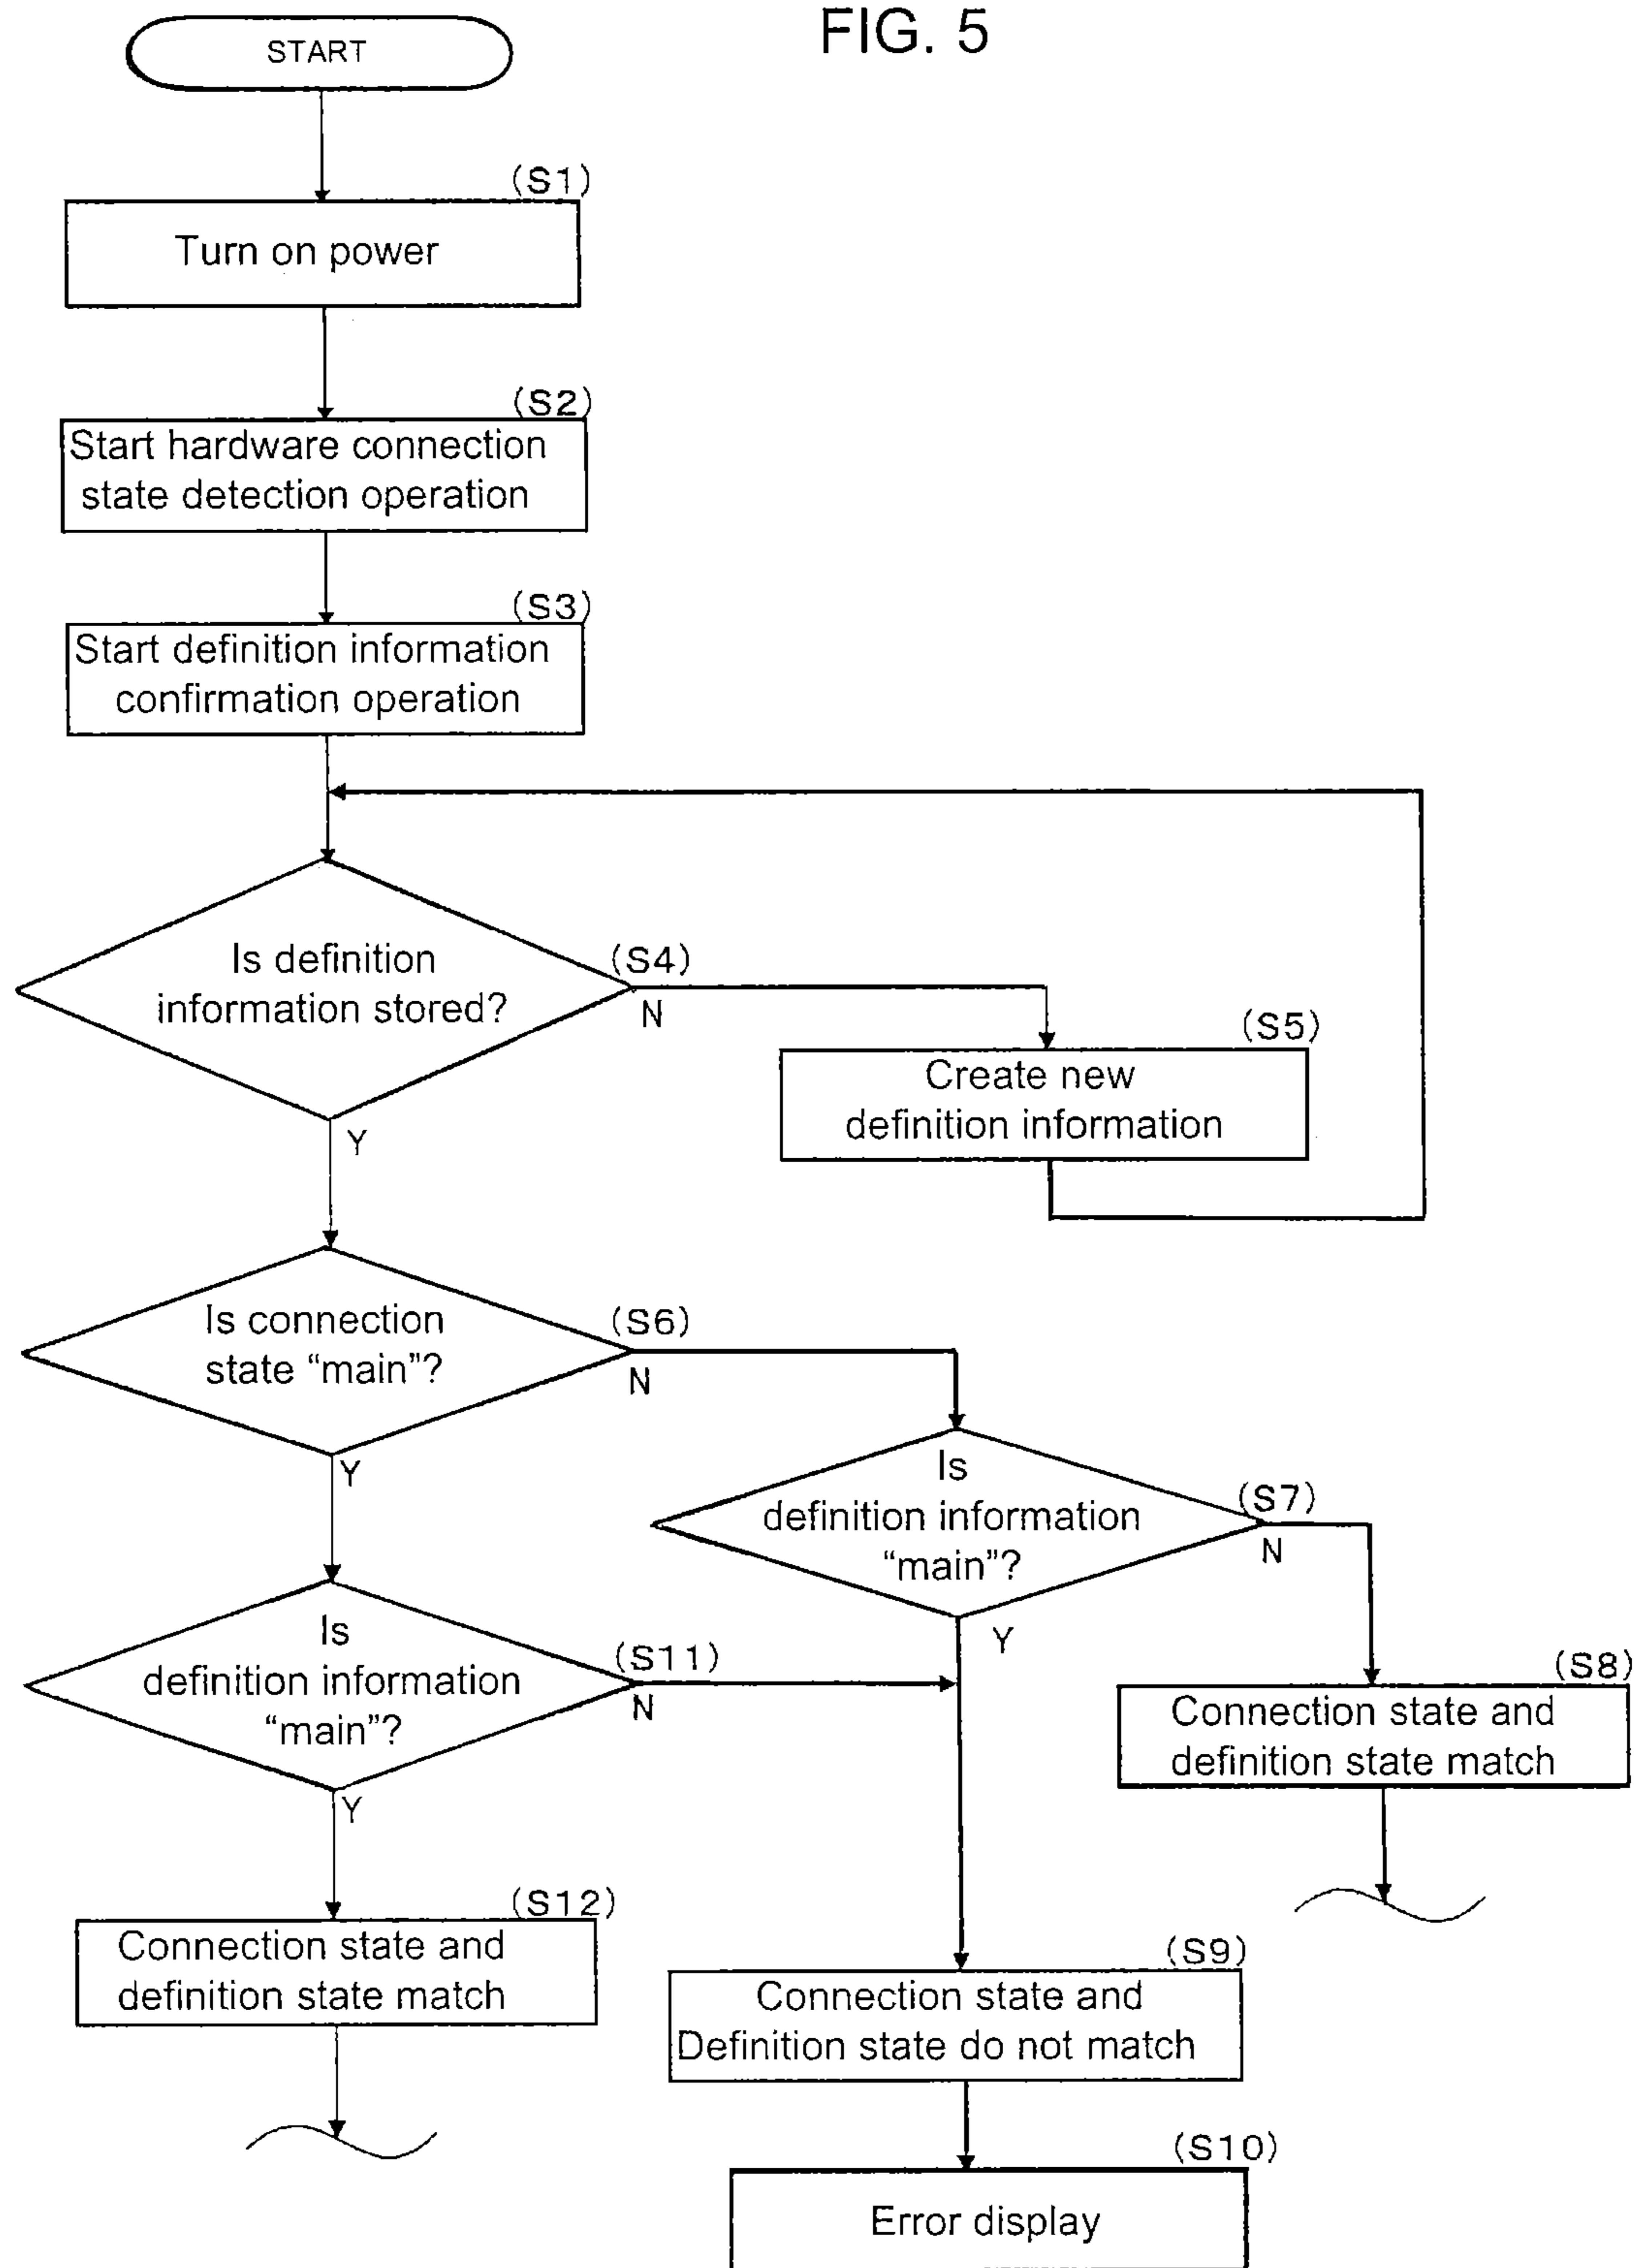 FIG. 5
START
(S1)
Turn on power
(S2)
Start hardware connection
state detection operation
(S3)
Start definition information
confirmation operation
Is definition
information stored?
(S4)
N
Y
(S5)
Create new
definition information
Is connection
state “main”?
(S6)
N
Y
Is
definition information
“main”?
(S7)
N
Y
Is
definition information
“main”?
(S11)
N
Y
(S8)
Connection state and
definition state match
(S12)
Connection state and
definition state match
(S9)
Connection state and
Definition state do not match
(S10)
Error display